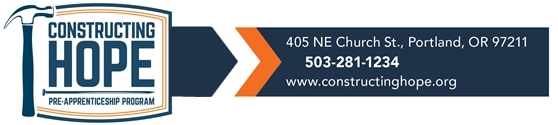 CONSTRUCTING
HOPE
PRE-APPRENTICESHIP PROGRAM
405 NE Church St., Portland, OR 97211
503-281-1234
www.constructinghope.org